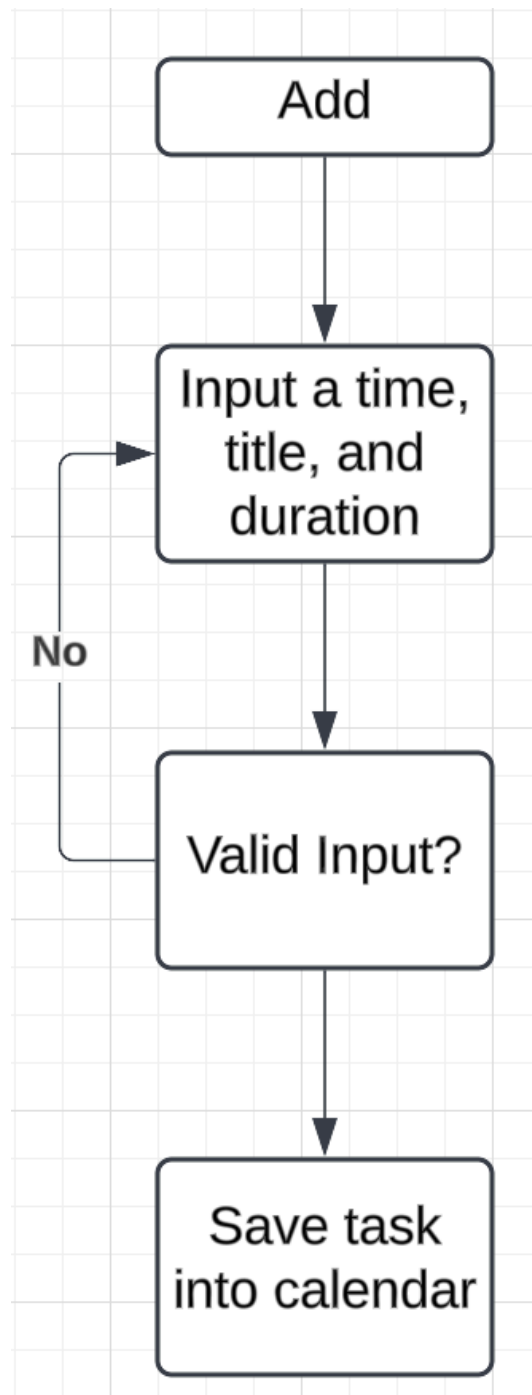 Add
Input a time,
title, and
duration
No
Valid Input?
Save task
into calendar